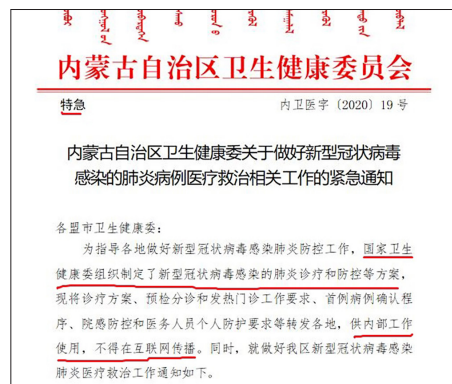 内蒙古自治区卫生健康委员会
特急
内卫医字〔2020〕19 号
内蒙古自治区卫生健康委关于做好新型冠状病毒
感染的肺炎病例医疗救治相关工作的紧急通知
各盟市卫生健康委：
为指导各地做好新型冠状病毒感染肺炎防控工作，国家卫生
健康委组织制定了新型冠状病毒感染的肺炎诊疗和防控等方案，
现将诊疗方案、预检分诊和发热门诊工作要求、首例病例确认程
序、院感防控和医务人员个人防护要求等转发各地，供内部工作
使用，不得在互联网传播。同时，就做好我区新型冠状病毒感染
肺炎医疗救治工作通知如下。